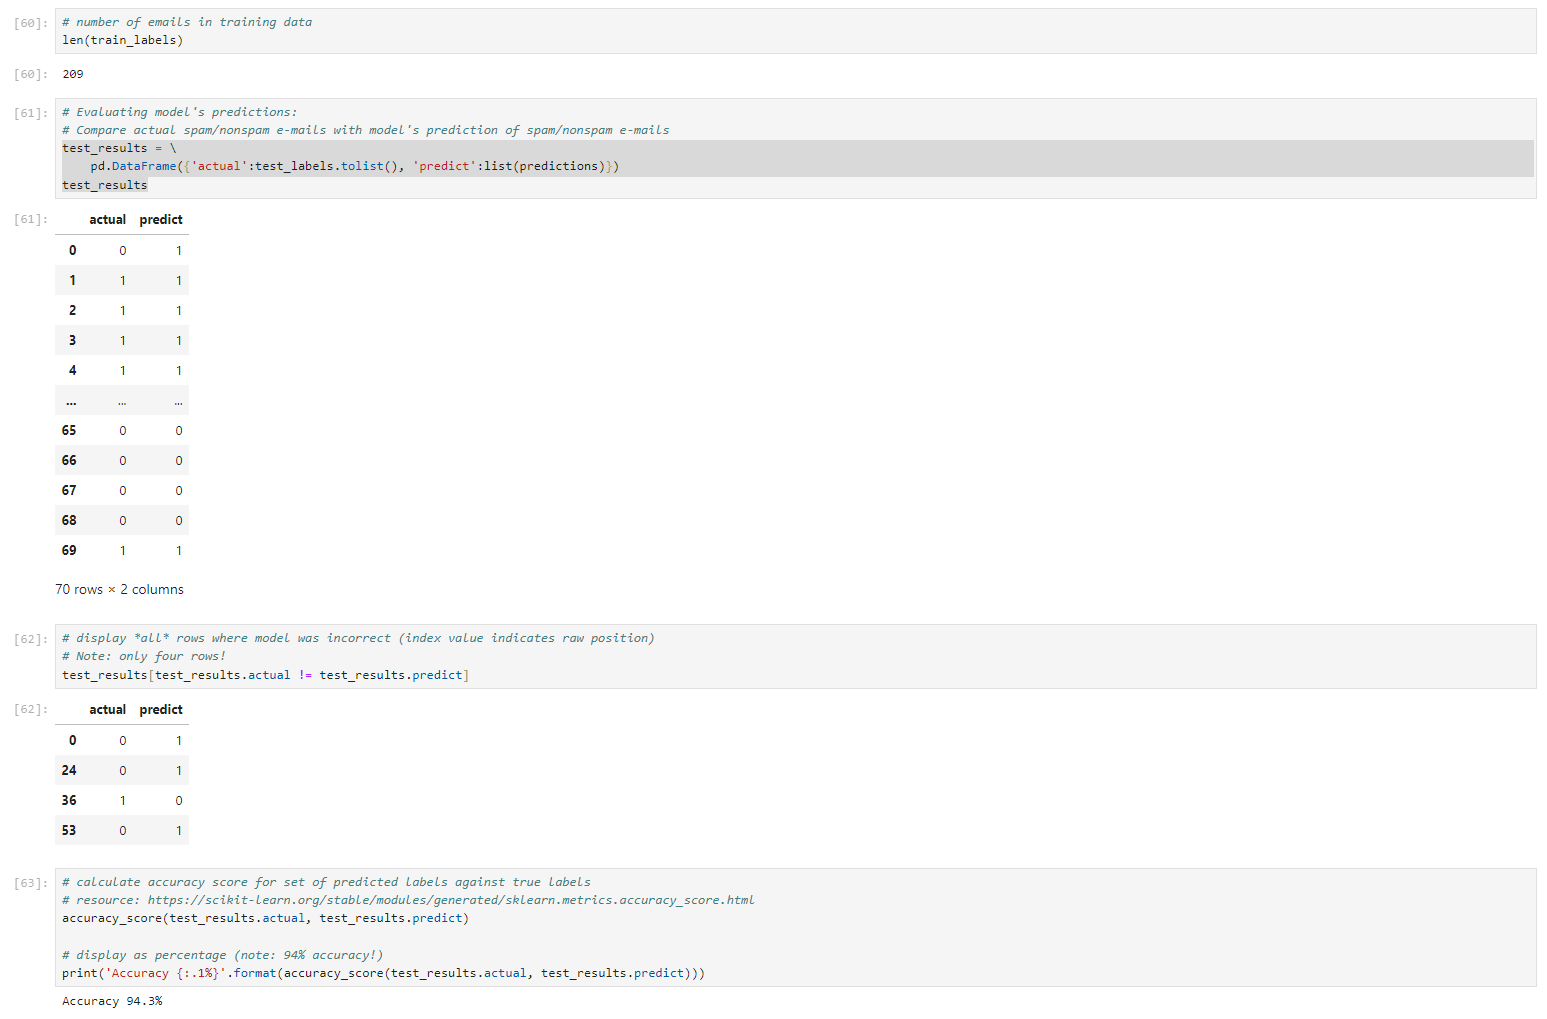 [60]: # number of emails in training data
len(train_labels)
[60]: 209
[61]: # Evaluating model's predictions:
# Compare actual spam/nonspam e-mails with model's prediction of spam/nonspam e-mails
test_results = \
pd.DataFrame({'actual':test_labels.tolist(), 'predict':list(predictions)})
test_results
[61]: actual predict
0 0 1
1 1 1
2 1 1
3 1 1
4 1 1
... ... ...
65 0 0
66 0 0
67 0 0
68 0 0
69 1 1
70 rows × 2 columns
[62]: # display *all* rows where model was incorrect (index value indicates raw position)
# Note: only four rows!
test_results[test_results.actual != test_results.predict]
[62]: actual predict
0 0 1
24 0 1
36 1 0
53 0 1
[63]: # calculate accuracy score for set of predicted labels against true labels
# resource: https://scikit-learn.org/stable/modules/generated/sklearn.metrics.accuracy_score.html
accuracy_score(test_results.actual, test_results.predict)
# display as percentage (note: 94% accuracy!)
print('Accuracy {:.1%}'.format(accuracy_score(test_results.actual, test_results.predict)))
Accuracy 94.3%